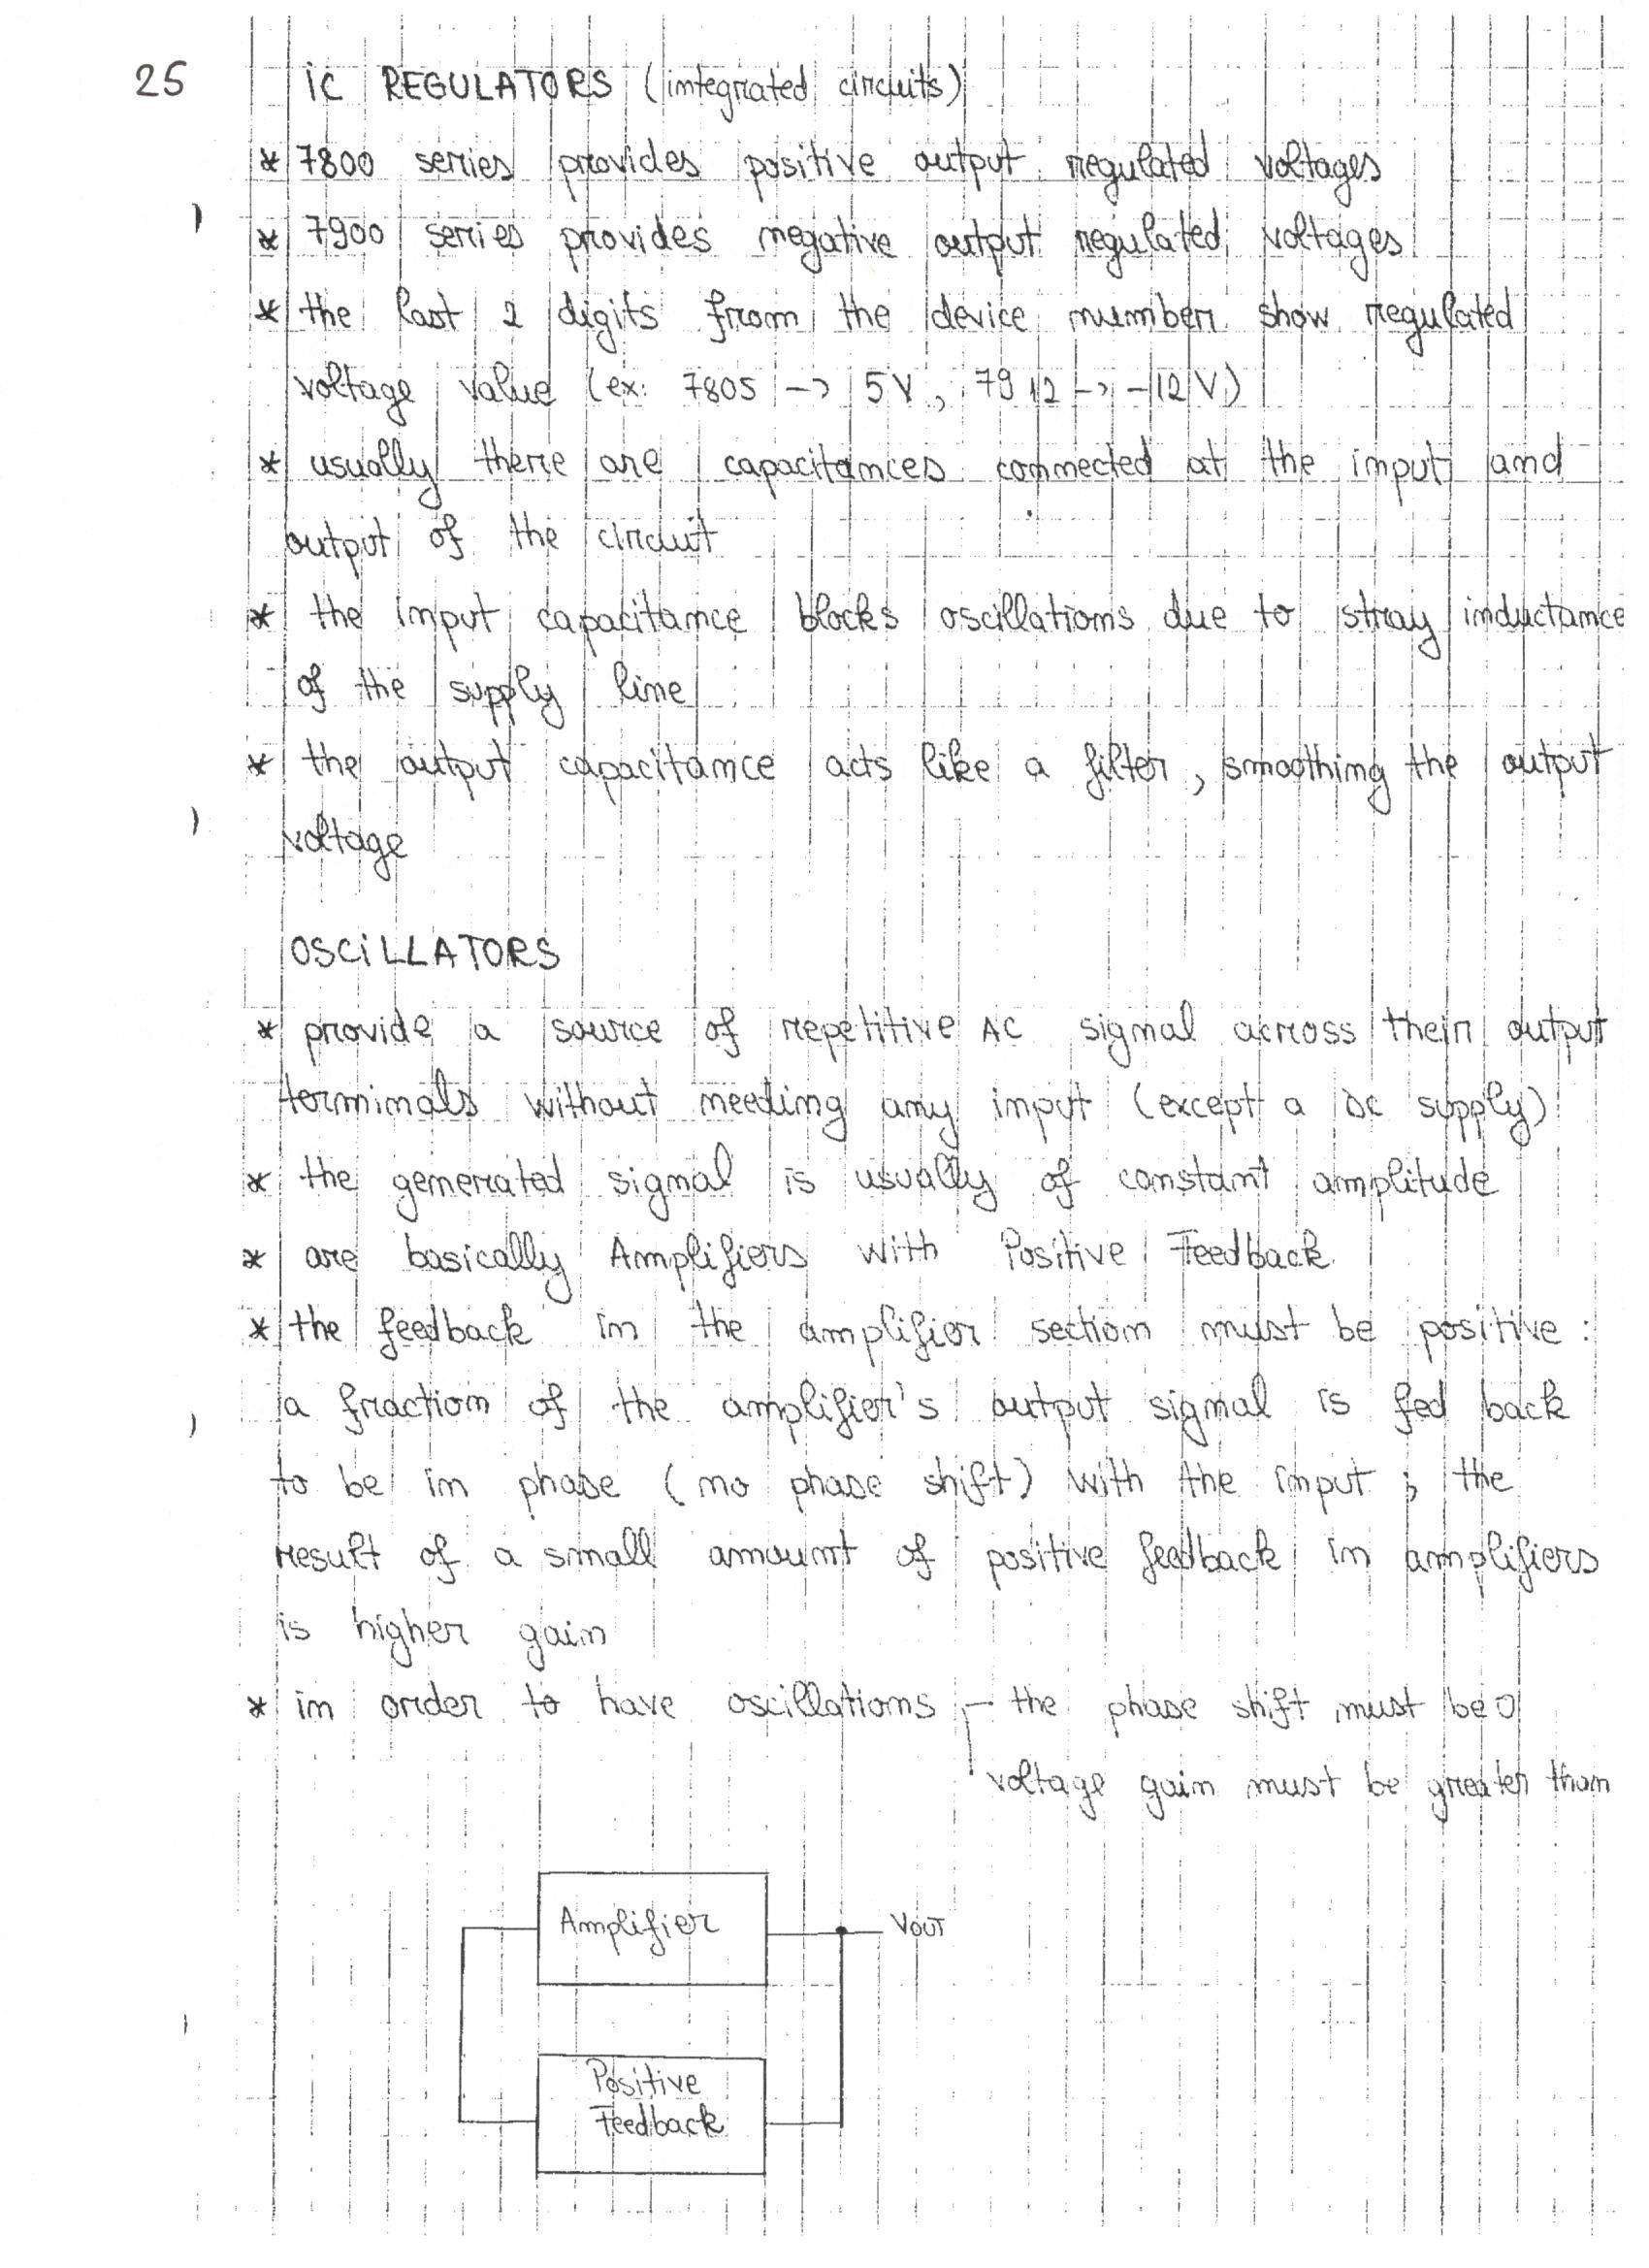 25
iC REGULATORS (integrated circuits)
* 7800 series provides positive output regulated voltages
* 7900 series provides negative output regulated voltages
* the last 2 digits from the device number show regulated
voltage value (ex: 7805 -> 5V, 7912 -> -12V)
* usually there are capacitances connected at the input and
output of the circuit
* the input capacitance blocks oscillations due to stray inductance
of the supply line
* the output capacitance acts like a filter, smoothing the output
voltage
OSCiLLATORS
* provide a source of repetitive AC signal across their output
terminals without needing any input (except a DC supply)
* the generated signal is usually of constant amplitude
* are basically Amplifiers with Positive Feedback
* the feedback in the amplifier section must be positive :
a fraction of the amplifier's output signal is fed back
to be in phase (no phase shift) with the input ; the
result of a small amount of positive feedback in amplifiers
is higher gain
* in order to have oscillations - the phase shift must be 0
voltage gain must be greater than
Amplifier
VOUT
Positive
Feedback